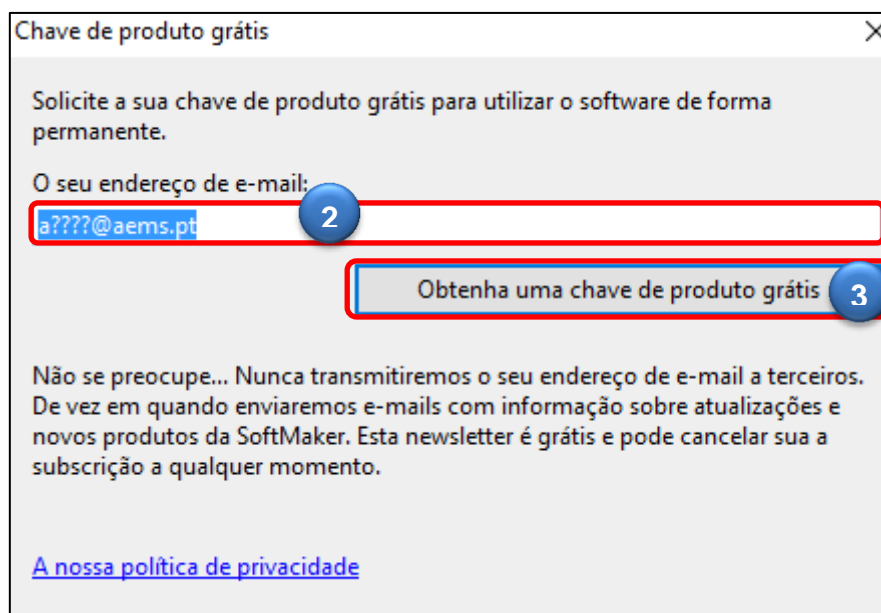 Chave de produto grátis
Solicite a sua chave de produto grátis para utilizar o software de forma
permanente.
O seu endereço de e-mail:
2
a????@aems.pt
Obtenha uma chave de produto grátis
3
Não se preocupe... Nunca transmitiremos o seu endereço de e-mail a terceiros.
De vez em quando enviaremos e-mails com informação sobre atualizações e
novos produtos da SoftMaker. Esta newsletter é grátis e pode cancelar sua a
subscrição a qualquer momento.
A nossa política de privacidade